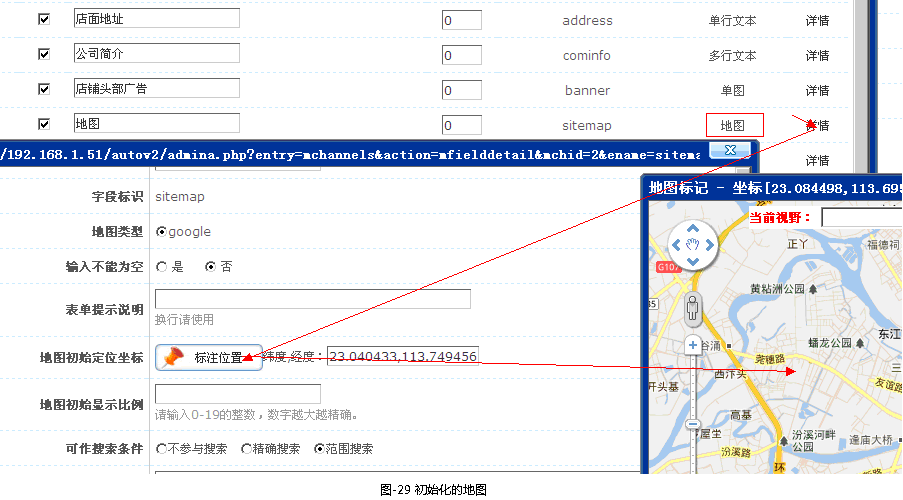 店面地址 0 address 单行文本 详情
公司简介 0 cominfo 多行文本 详情
店铺头部广告 0 banner 单图 详情
地图 0 sitemap 地图 详情
详情
/192.168.1.51/autov2/admina.php?entry=mchannels&action=mfielddetail&mchid=2&ename=sitema
字段标识 sitemap
地图类型 google
输入不能为空 是 否
表单提示说明
换行请使用
地图初始定位坐标 标注位置 纬度,经度： 23.040433,113.749456
地图初始显示比例
请输入0-19的整数，数字越大越精确。
可作搜索条件 不参与搜索 精确搜索 范围搜索
地图标记 - 坐标[23.084498,113.695
当前视野：
正丫
福德祠
G107
黄粘洲公园
东江
蟠龙公园
谷涌
莞穗路
西汴头
友谊路
开头基
高基
汾溪河畔公园
屋堂
汾溪路
逢庙大桥
环
图-29 初始化的地图